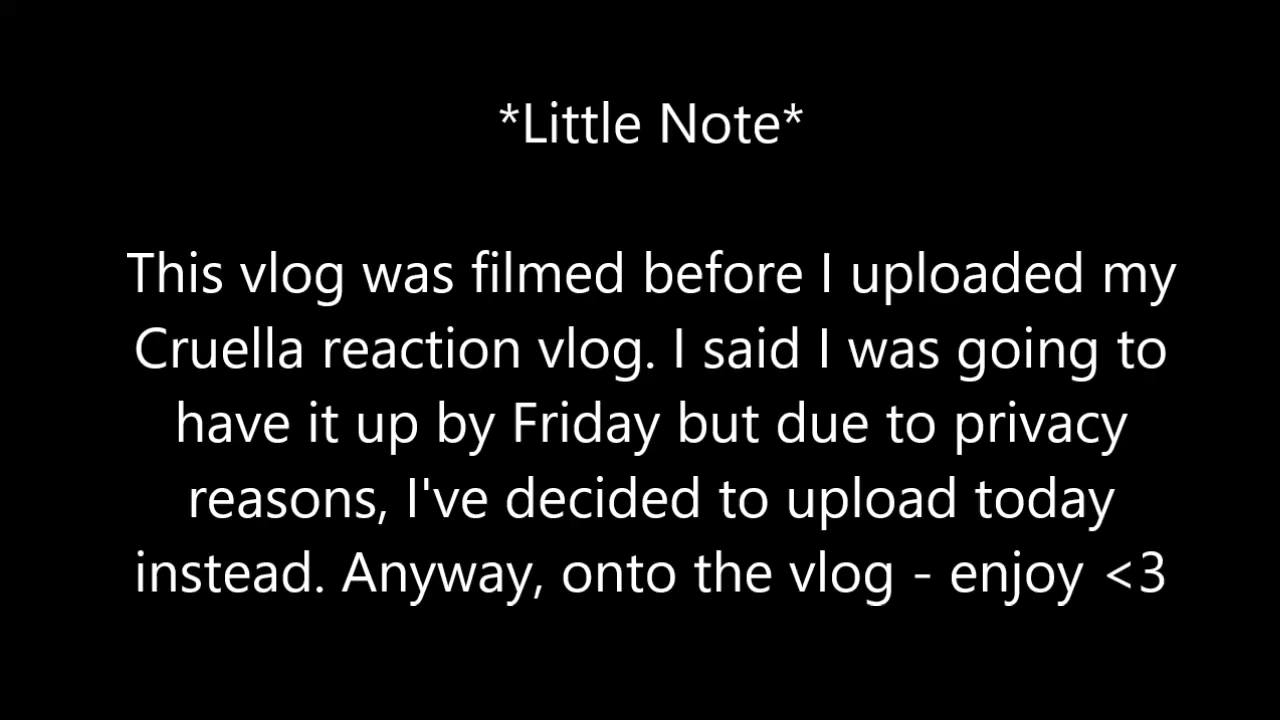 *Little Note*
This vlog was filmed before I uploaded my
Cruella reaction vlog. I said I was going to
have it up by Friday but due to privacy
reasons, I've decided to upload today
instead. Anyway, onto the vlog - enjoy <3